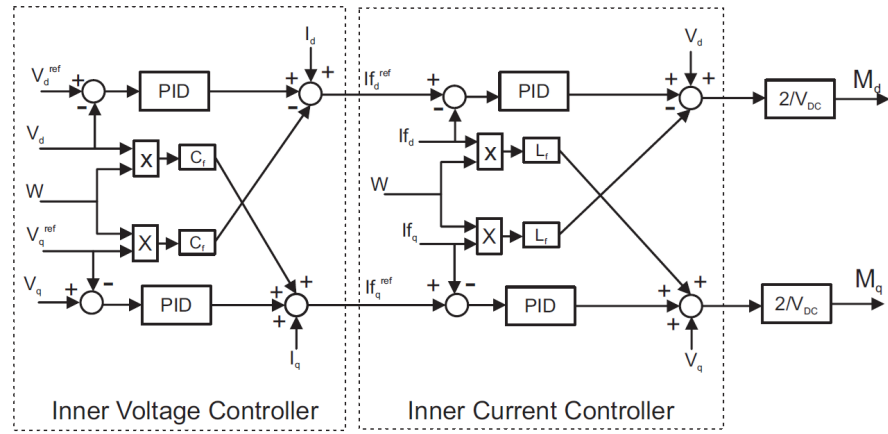 I_d
V_d
V_d^ref
+
-
PID
+
+
-
If_d^ref
+
-
PID
+
+
-
2/V_DC
M_d
V_d
X
C_f
If_d
X
L_f
W
W
V_q^ref
X
C_f
If_q
X
L_f
V_q
+
-
PID
+
+
+
If_q^ref
+
-
PID
+
+
+
2/V_DC
M_q
I_q
V_q
Inner Voltage Controller
Inner Current Controller